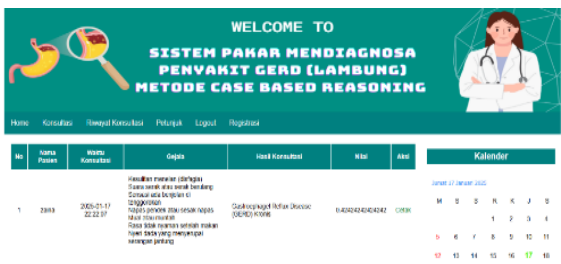 WELCOME TO
SISTEM PAKAR MENDIAGNOSA
PENYAKIT GERD (LAMBUNG)
METODE CASE BASED REASONING
Home Konsultasi Riwayat Konsultasi Petunjuk Logout Registrasi
No Nama Pasien Waktu Konsultasi Gejala Hasil Konsultasi Nilai Aksi
1 2025-01-17 22:22:07
Kesulitan menelan (disfagia)
Suara serak atau serak berulang
Sensasi ada benjolan di
tenggorokan
Napas pendek atau sesak napas
Mual atau muntah
Rasa tidak nyaman setelah makan
Nyeri dada yang menyerupai
serangan jantung
Gastroesphagel Reflux Disease
(GERD) Kronis
0.42424242424242
Kalender
Jumat 17 Januari 2025
M S S R K J S
1 2 3 4
5 6 7 8 9 10 11
12 13 14 15 16 17 18